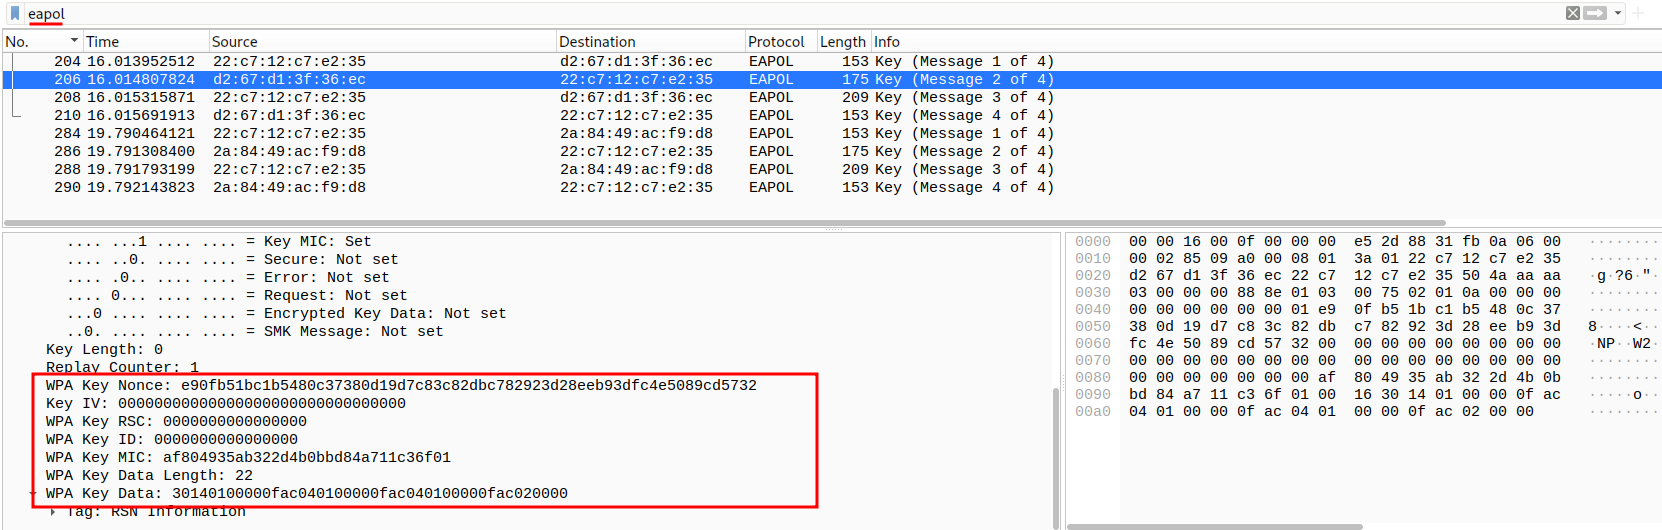 eapol
No. Time Source Destination Protocol Length Info
204 16.013952512 22:c7:12:c7:e2:35 d2:67:d1:3f:36:ec EAPOL 153 Key (Message 1 of 4)
206 16.014807824 d2:67:d1:3f:36:ec 22:c7:12:c7:e2:35 EAPOL 175 Key (Message 2 of 4)
208 16.015315871 22:c7:12:c7:e2:35 d2:67:d1:3f:36:ec EAPOL 209 Key (Message 3 of 4)
210 16.015691913 d2:67:d1:3f:36:ec 22:c7:12:c7:e2:35 EAPOL 153 Key (Message 4 of 4)
284 19.790464121 22:c7:12:c7:e2:35 2a:84:49:ac:f9:d8 EAPOL 153 Key (Message 1 of 4)
286 19.791308400 2a:84:49:ac:f9:d8 22:c7:12:c7:e2:35 EAPOL 175 Key (Message 2 of 4)
288 19.791793199 22:c7:12:c7:e2:35 2a:84:49:ac:f9:d8 EAPOL 209 Key (Message 3 of 4)
290 19.792143823 2a:84:49:ac:f9:d8 22:c7:12:c7:e2:35 EAPOL 153 Key (Message 4 of 4)
.... ...1 .... .... = Key MIC: Set
.... ..0. .... .... = Secure: Not set
.... .0.. .... .... = Error: Not set
.... 0... .... .... = Request: Not set
...0 .... .... .... = Encrypted Key Data: Not set
..0. .... .... .... = SMK Message: Not set
Key Length: 0
Replay Counter: 1
WPA Key Nonce: e90fb51bc1b5480c37380d19d7c83c82dbc782923d28eeb93dfc4e5089cd5732
Key IV: 00000000000000000000000000000000
WPA Key RSC: 0000000000000000
WPA Key ID: 0000000000000000
WPA Key MIC: af804935ab322d4b0bbd84a711c36f01
WPA Key Data Length: 22
WPA Key Data: 30140100000fac040100000fac040100000fac020000
Tag: RSN Information
0000 00 00 16 00 0f 00 00 00 e5 2d 88 31 fb 0a 06 00 ········
0010 00 02 85 09 a0 00 08 01 3a 01 22 c7 12 c7 e2 35 ········
0020 d2 67 d1 3f 36 ec 22 c7 12 c7 e2 35 50 4a aa aa ·g·?6·"·
0030 03 00 00 00 88 8e 01 03 00 75 02 01 0a 00 00 00 ········
0040 00 00 00 00 00 00 01 e9 0f b5 1b c1 b5 48 0c 37 ········
0050 38 0d 19 d7 c8 3c 82 db c7 82 92 3d 28 ee b9 3d 8····<··
0060 fc 4e 50 89 cd 57 32 00 00 00 00 00 00 00 00 00 ·NP··W2·
0070 00 00 00 00 00 00 00 00 00 00 00 00 00 00 00 00 ········
0080 00 00 00 00 00 00 00 af 80 49 35 ab 32 2d 4b 0b ········
0090 bd 84 a7 11 c3 6f 01 00 16 30 14 01 00 00 0f ac ·····o··
00a0 04 01 00 00 0f ac 04 01 00 00 0f ac 02 00 00 ········